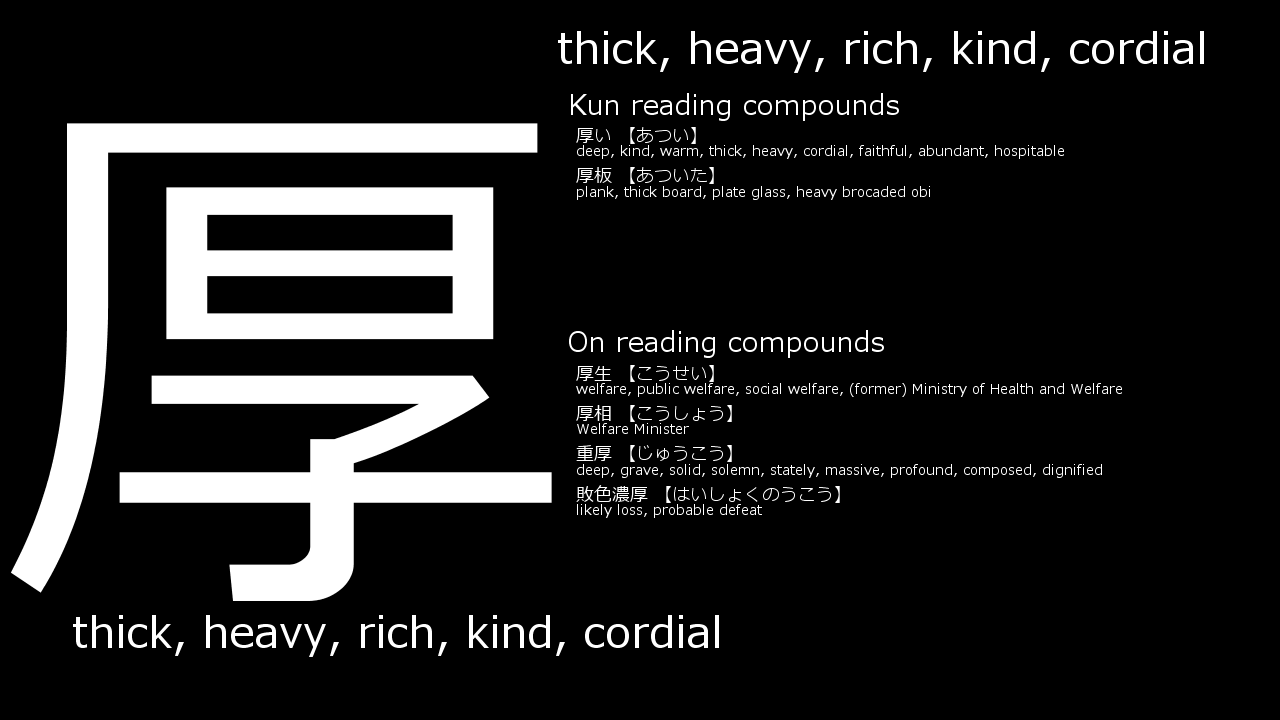 厚
thick, heavy, rich, kind, cordial
Kun reading compounds
厚い 【あつい】
deep, kind, warm, thick, heavy, cordial, faithful, abundant, hospitable
厚板 【あついた】
plank, thick board, plate glass, heavy brocaded obi
On reading compounds
厚生 【こうせい】
welfare, public welfare, social welfare, (former) Ministry of Health and Welfare
厚相 【こうしょう】
Welfare Minister
重厚 【じゅうこう】
deep, grave, solid, solemn, stately, massive, profound, composed, dignified
敗色濃厚 【はいしょくのうこう】
likely loss, probable defeat
thick, heavy, rich, kind, cordial